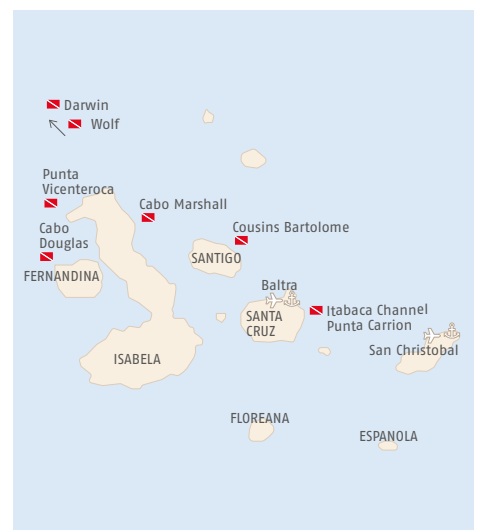 Darwin
Wolf
Punta
Vicenteroca
Cabo Marshall
Cabo
Douglas
Cousins Bartolome
SANTIGO
FERNANDINA
Baltra
Itabaca Channel
Punta Carrion
SANTA
CRUZ
San Christobal
ISABELA
FLOREANA
ESPANOLA